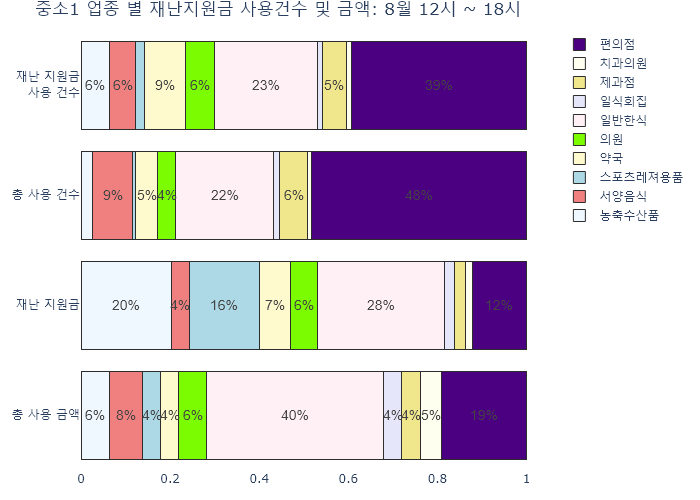 중소1 업종 별 재난지원금 사용건수 및 금액: 8월 12시 ~ 18시
재난 지원금
사용 건수
6% 6% 9% 6% 23% 5% 39%
총 사용 건수
9% 5% 4% 22% 6% 48%
재난 지원금
20% 4% 16% 7% 6% 28% 12%
총 사용 금액
6% 8% 4% 4% 6% 40% 4% 4% 5% 19%
0 0.2 0.4 0.6 0.8 1
편의점
치과의원
제과점
일식회집
일반한식
의원
약국
스포츠레져용품
서양음식
농축수산품